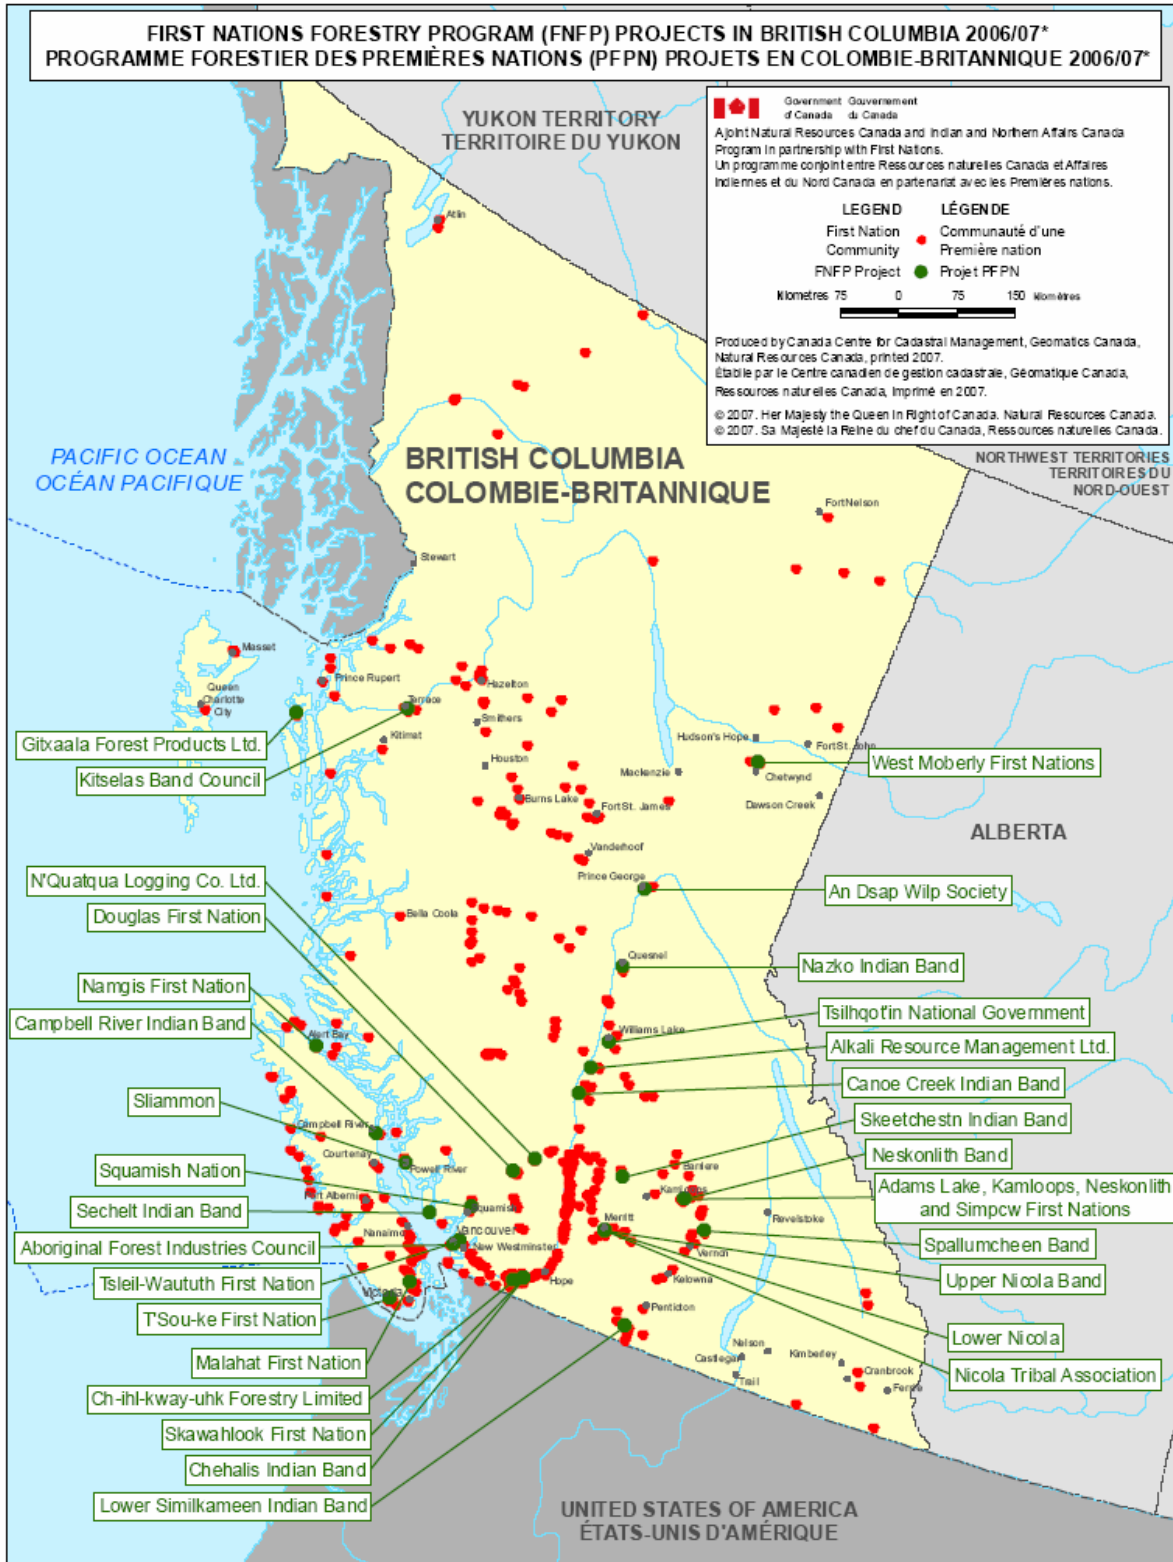 FIRST NATIONS FORESTRY PROGRAM (FNFP) PROJECTS IN BRITISH COLUMBIA 2006/07*
PROGRAMME FORESTIER DES PREMIÈRES NATIONS (PFPN) PROJETS EN COLOMBIE-BRITANNIQUE 2006/07*
Government Gouvernement
of Canada du Canada
A joint Natural Resources Canada and Indian and Northern Affairs Canada
Program in partnership with First Nations.
Un programme conjoint entre Ressources naturelles Canada et Affaires
Indiennes et du Nord Canada en partenariat avec les Premières nations.
LEGEND LÉGENDE
First Nation Communauté d'une
Community Première nation
FNFP Project Projet PFPN
Kilometres 75 0 75 150 Kilomètres
Produced by Canada Centre for Cadastral Management, Geomatics Canada,
Natural Resources Canada, printed 2007.
Établie par le Centre canadien de gestion cadastrale, Géomatique Canada,
Ressources naturelles Canada, Imprimé en 2007.
© 2007. Her Majesty the Queen in Right of Canada. Natural Resources Canada.
© 2007. Sa Majesté la Reine du chef du Canada, Ressources naturelles Canada.
YUKON TERRITORY
TERRITOIRE DU YUKON
Atlin
PACIFIC OCEAN
OCÉAN PACIFIQUE
BRITISH COLUMBIA
COLOMBIE-BRITANNIQUE
NORTHWEST TERRITORIES
TERRITOIRES DU
NORD-OUEST
Fort Nelson
Stewart
Masset
Prince Rupert
Hazelton
Queen
Charlotte
City
Terrace
Smithers
Kitimat
Houston
Hudson's Hope
Fort St. John
Mackenzie
Chetwynd
Dawson Creek
Burns Lake
Fort St. James
Vanderhoof
Prince George
ALBERTA
Bella Coola
Quesnel
Williams Lake
Alert Bay
Campbell River
Courtenay
Powell River
Port Alberni
Squamish
Nanaimo
Vancouver
New Westminster
Hope
Victoria
Barriere
Kamloops
Revelstoke
Merritt
Vernon
Kelowna
Penticton
Nelson
Castlegar
Trail
Kimberley
Cranbrook
Fernie
Gitxaala Forest Products Ltd.
Kitselas Band Council
N'Quatqua Logging Co. Ltd.
Douglas First Nation
Namgis First Nation
Campbell River Indian Band
Sliammon
Squamish Nation
Sechelt Indian Band
Aboriginal Forest Industries Council
Tsleil-Waututh First Nation
T'Sou-ke First Nation
Malahat First Nation
Ch-ihl-kway-uhk Forestry Limited
Skawahlook First Nation
Chehalis Indian Band
Lower Similkameen Indian Band
West Moberly First Nations
An Dsap Wilp Society
Nazko Indian Band
Tsilhqot'in National Government
Alkali Resource Management Ltd.
Canoe Creek Indian Band
Skeetchestn Indian Band
Neskonlith Band
Adams Lake, Kamloops, Neskonlith
and Simpcw First Nations
Spallumcheen Band
Upper Nicola Band
Lower Nicola
Nicola Tribal Association
UNITED STATES OF AMERICA
ÉTATS-UNIS D'AMÉRIQUE